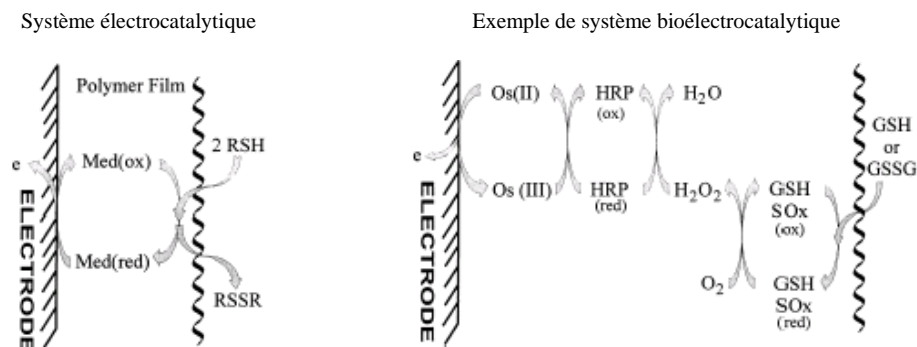 Système électrocatalytique
Exemple de système bioélectrocatalytique
Polymer Film
e
ELECTRODE
Med(ox)
2 RSH
Med(red)
RSSR
e
ELECTRODE
Os(II)
HRP
(ox)
H₂O
Os (III)
HRP
(red)
H₂O₂
GSH
SOx
(ox)
GSH
or
GSSG
O₂
GSH
SOx
(red)